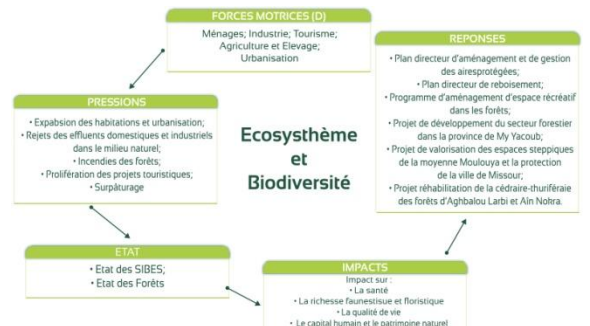 FORCES MOTRICES (D)
Ménages; Industrie; Tourisme;
Agriculture et Elevage;
Urbanisation
PRESSIONS
• Expabsion des habitations et urbanisation;
• Rejets des effluents domestiques et industriels
dans le milieu naturel;
• Incendies des forêts;
• Prolifération des projets touristiques;
• Surpâturage
Ecosysthème
et
Biodiversité
REPONSES
• Plan directeur d'aménagement et de gestion
des airesprotégées;
• Plan directeur de reboisement;
• Programme d'aménagement d'espace récréatif
dans les forêts;
• Projet de développement du secteur forestier
dans la province de My Yacoub;
• Projet de valorisation des espaces steppiques
de la moyenne Moulouya et la protection
de la ville de Missour;
• Projet réhabilitation de la cédraire-thuriféraie
des forêts d'Aghbalou Larbi et Aîn Nokra.
ETAT
• Etat des SIBES;
• Etat des Forêts
IMPACTS
Impact sur :
• La santé
• La richesse faunestisue et floristique
• La qualité de vie
• Le capital humain et le patrimoine naturel